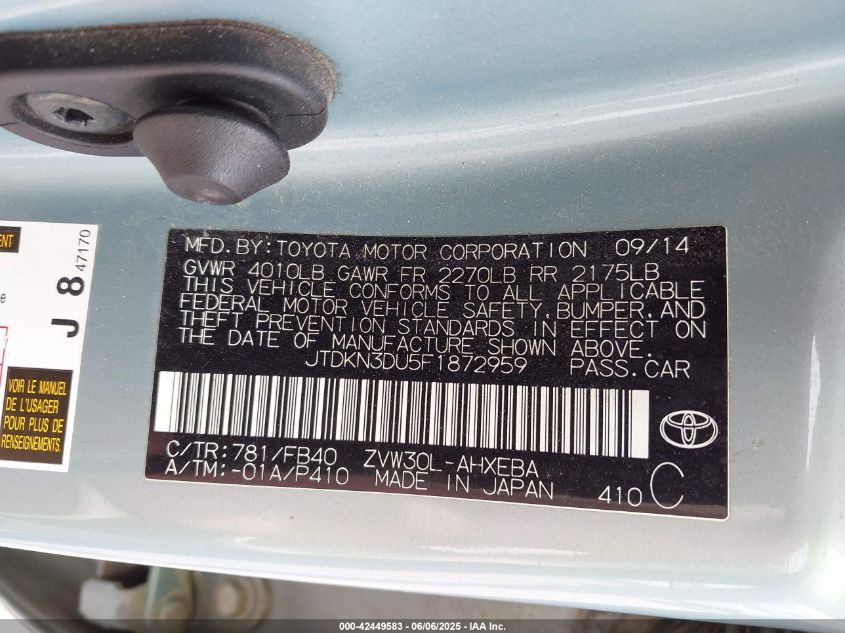 MENT
J 8 47170
e
VOIR LE MANUEL
DE L'USAGER
POUR PLUS DE
RENSEIGNEMENTS.
MFD. BY: TOYOTA MOTOR CORPORATION 09/14
GVWR 4010LB GAWR FR 2270LB RR 2175LB
THIS VEHICLE CONFORMS TO ALL APPLICABLE
FEDERAL MOTOR VEHICLE SAFETY, BUMPER, AND
THEFT PREVENTION STANDARDS IN EFFECT ON
THE DATE OF MANUFACTURE SHOWN ABOVE.
JTDKN3DU5F1872959 PASS. CAR
C/TR: 781/FB40 ZVW30L-AHXEBA
A/TM: -01A/P410 MADE IN JAPAN 410 C
000-42449583 - 06/06/2025 - IAA Inc.